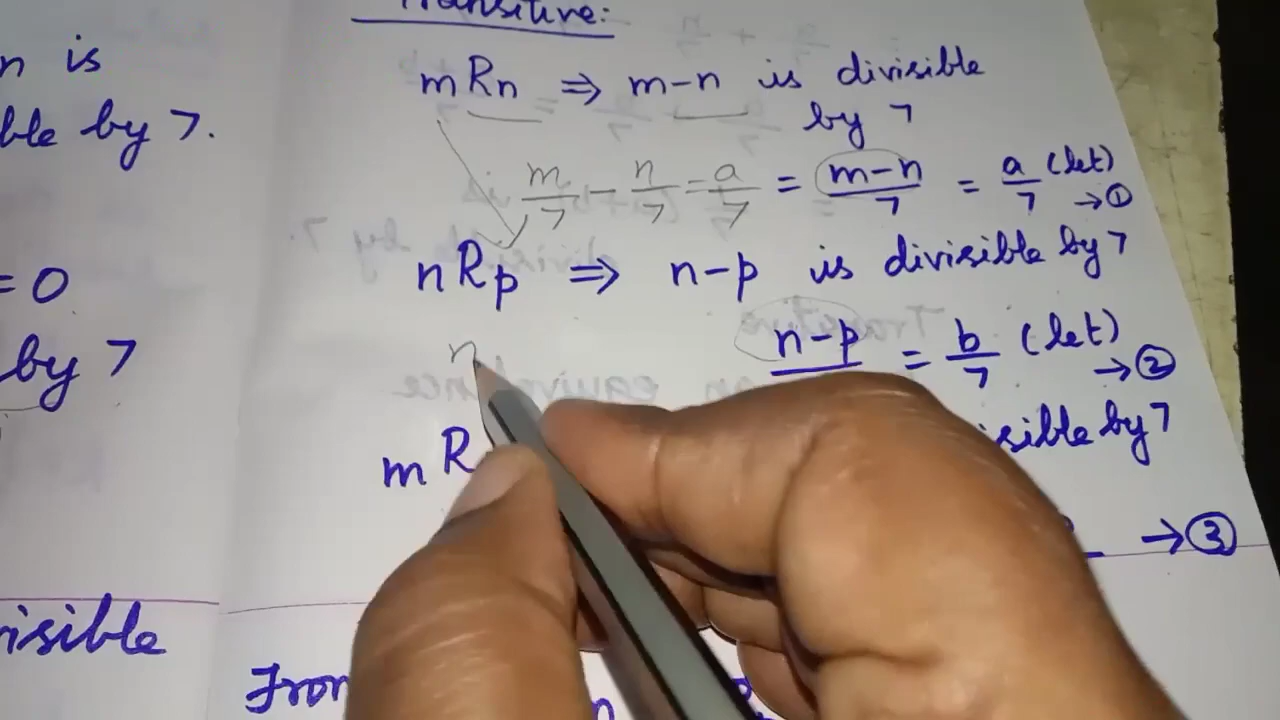 n is
ble by 7.
= 0
by 7
isible
Transitive:
mRn ⇒ m-n is divisible
by 7
m/7 - n/7 = a/7 = m-n/7 = a/7 (let) → ①
nRp ⇒ n-p is divisible by 7
n-p = b/7 (let) → ②
n
m R isible by 7
→ ③
From n